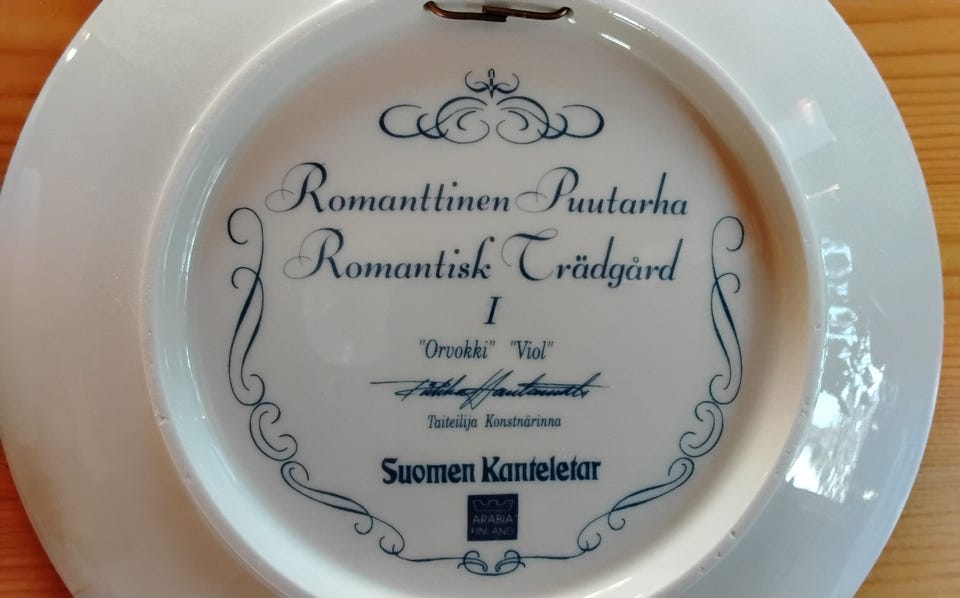 Romanttinen Puutarha
Romantisk Trädgård
I
"Orvokki" "Viol"
Taiteilija Konstnärinna
Suomen Kanteletar
ARABIA
FINLAND